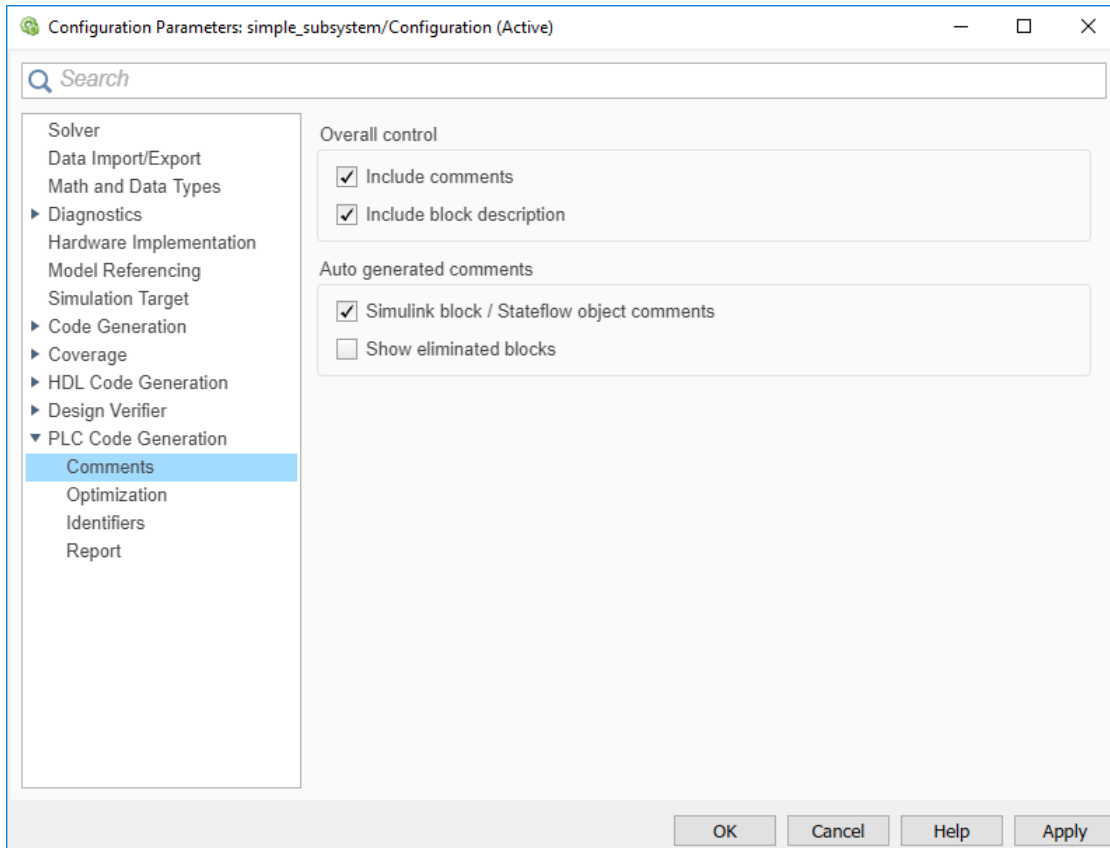 Configuration Parameters: simple_subsystem/Configuration (Active)
Search
Solver
Data Import/Export
Math and Data Types
Diagnostics
Hardware Implementation
Model Referencing
Simulation Target
Code Generation
Coverage
HDL Code Generation
Design Verifier
PLC Code Generation
Comments
Optimization
Identifiers
Report
Overall control
Include comments
Include block description
Auto generated comments
Simulink block / Stateflow object comments
Show eliminated blocks
OK Cancel Help Apply